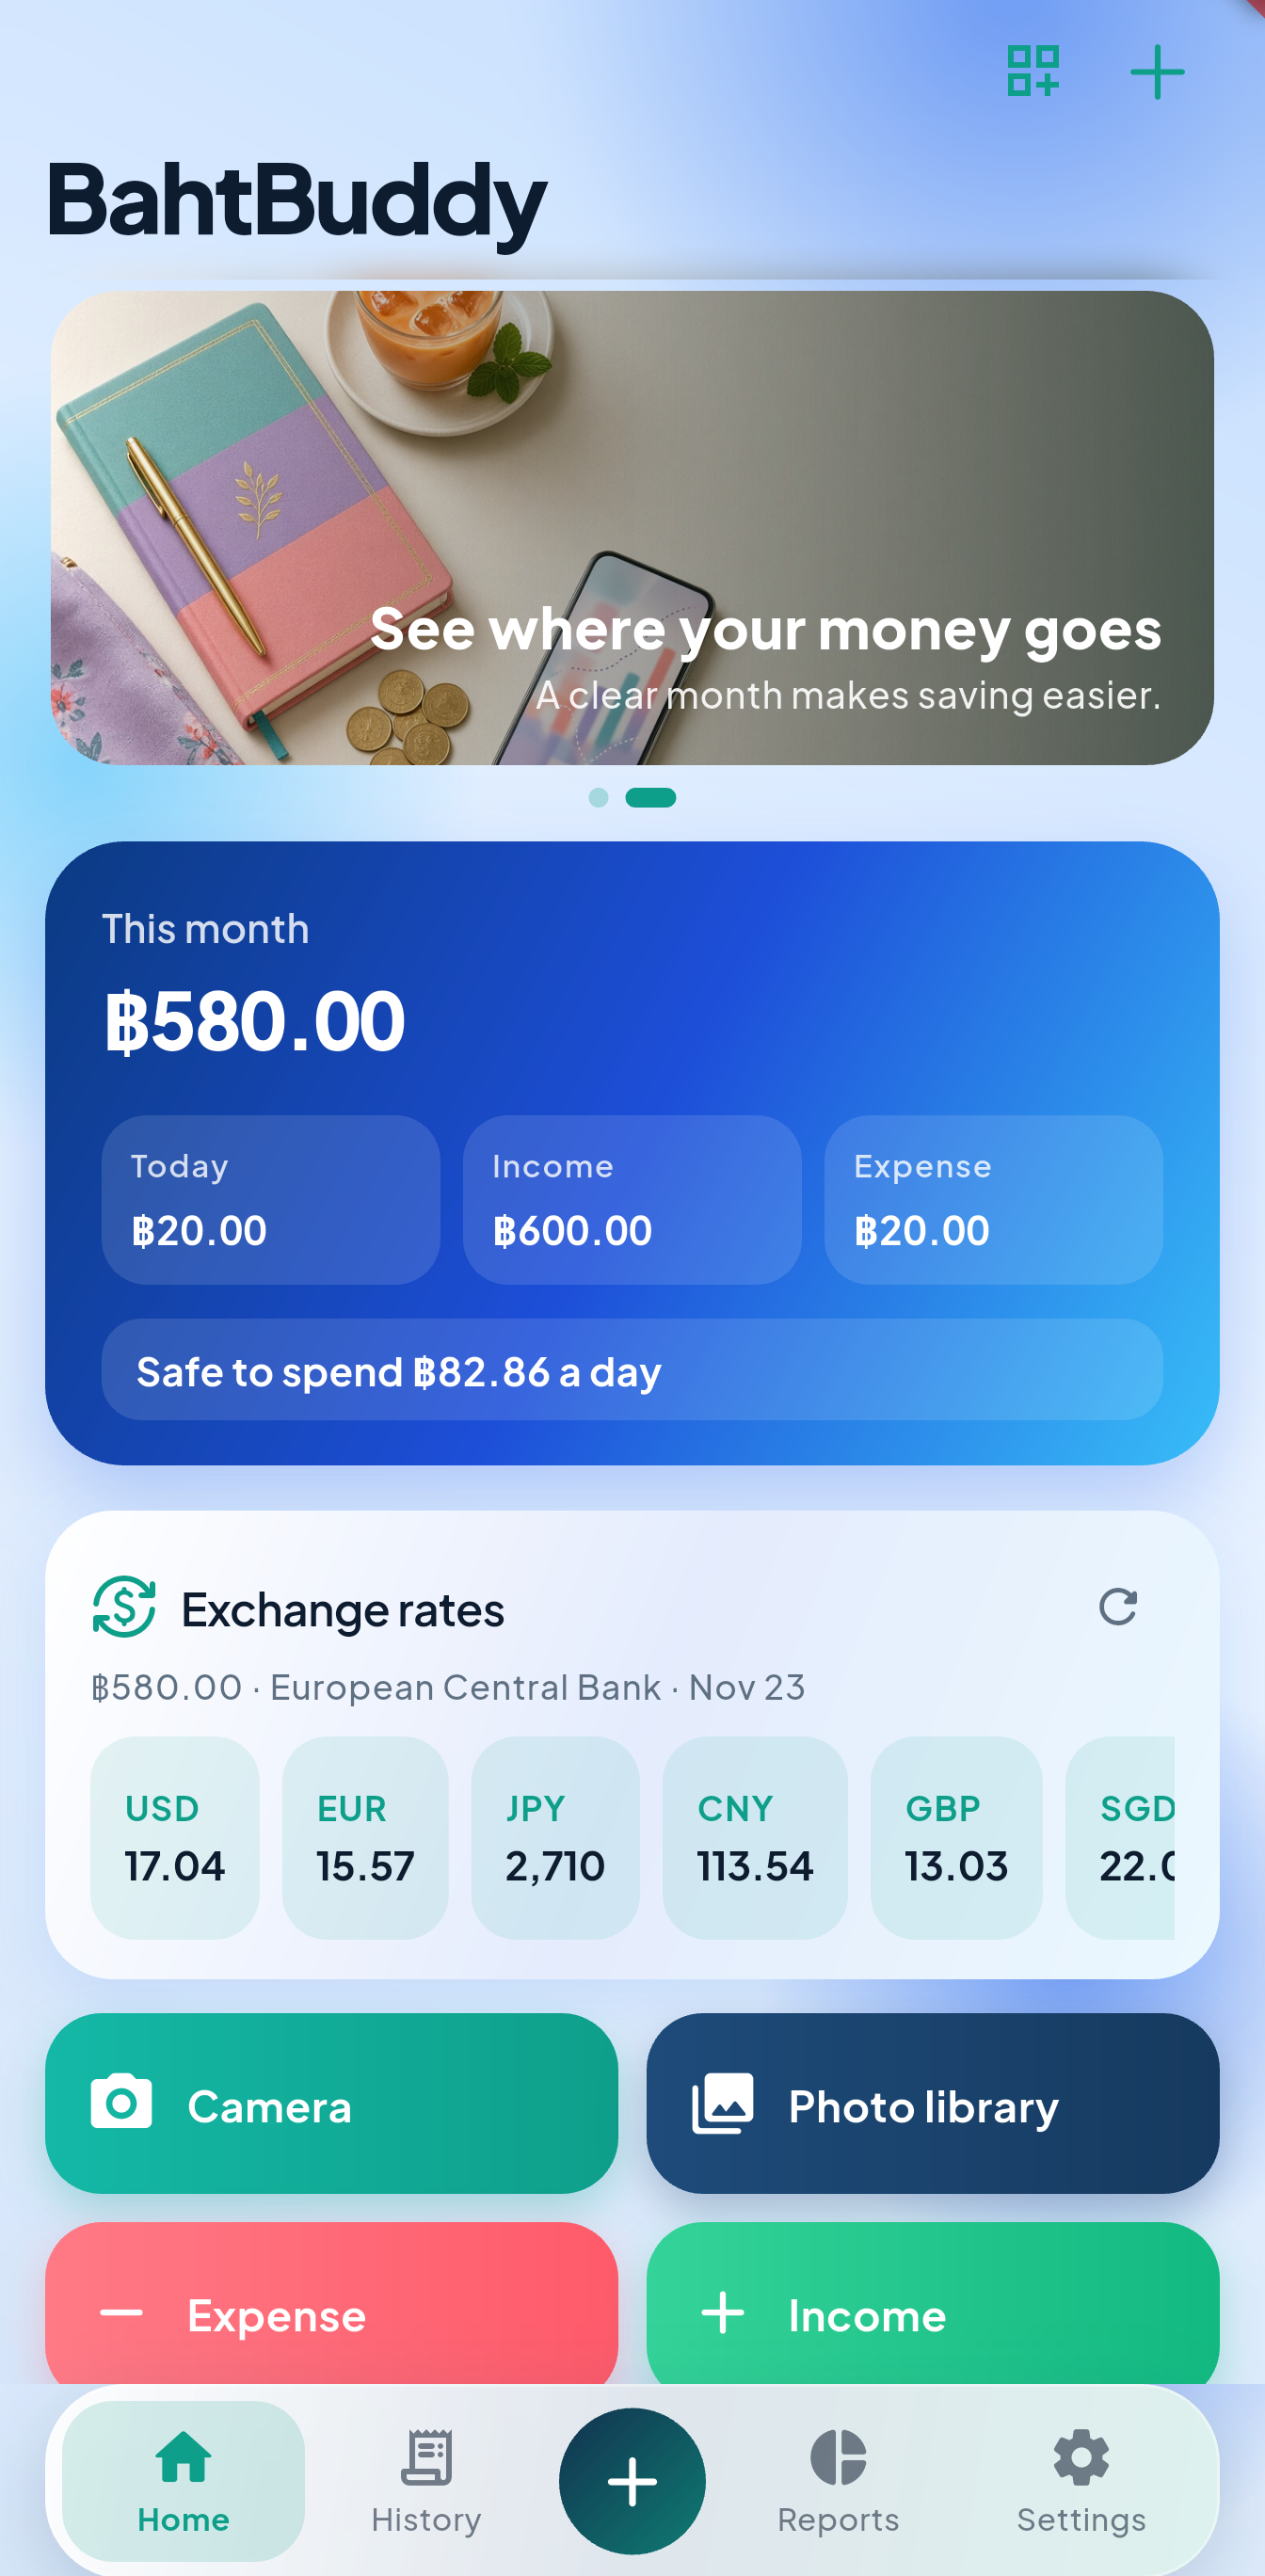 BahtBuddy
See where your money goes
A clear month makes saving easier.
This month
฿580.00
Today
Income
Expense
฿20.00
฿600.00
฿20.00
Safe to spend ฿82.86 a day
Exchange rates
฿580.00 · European Central Bank · Nov 23
USD
EUR
JPY
CNY
GBP
SGD
17.04
15.57
2,710
113.54
13.03
22.0
Camera
Photo library
Expense
Income
Home
History
Reports
Settings